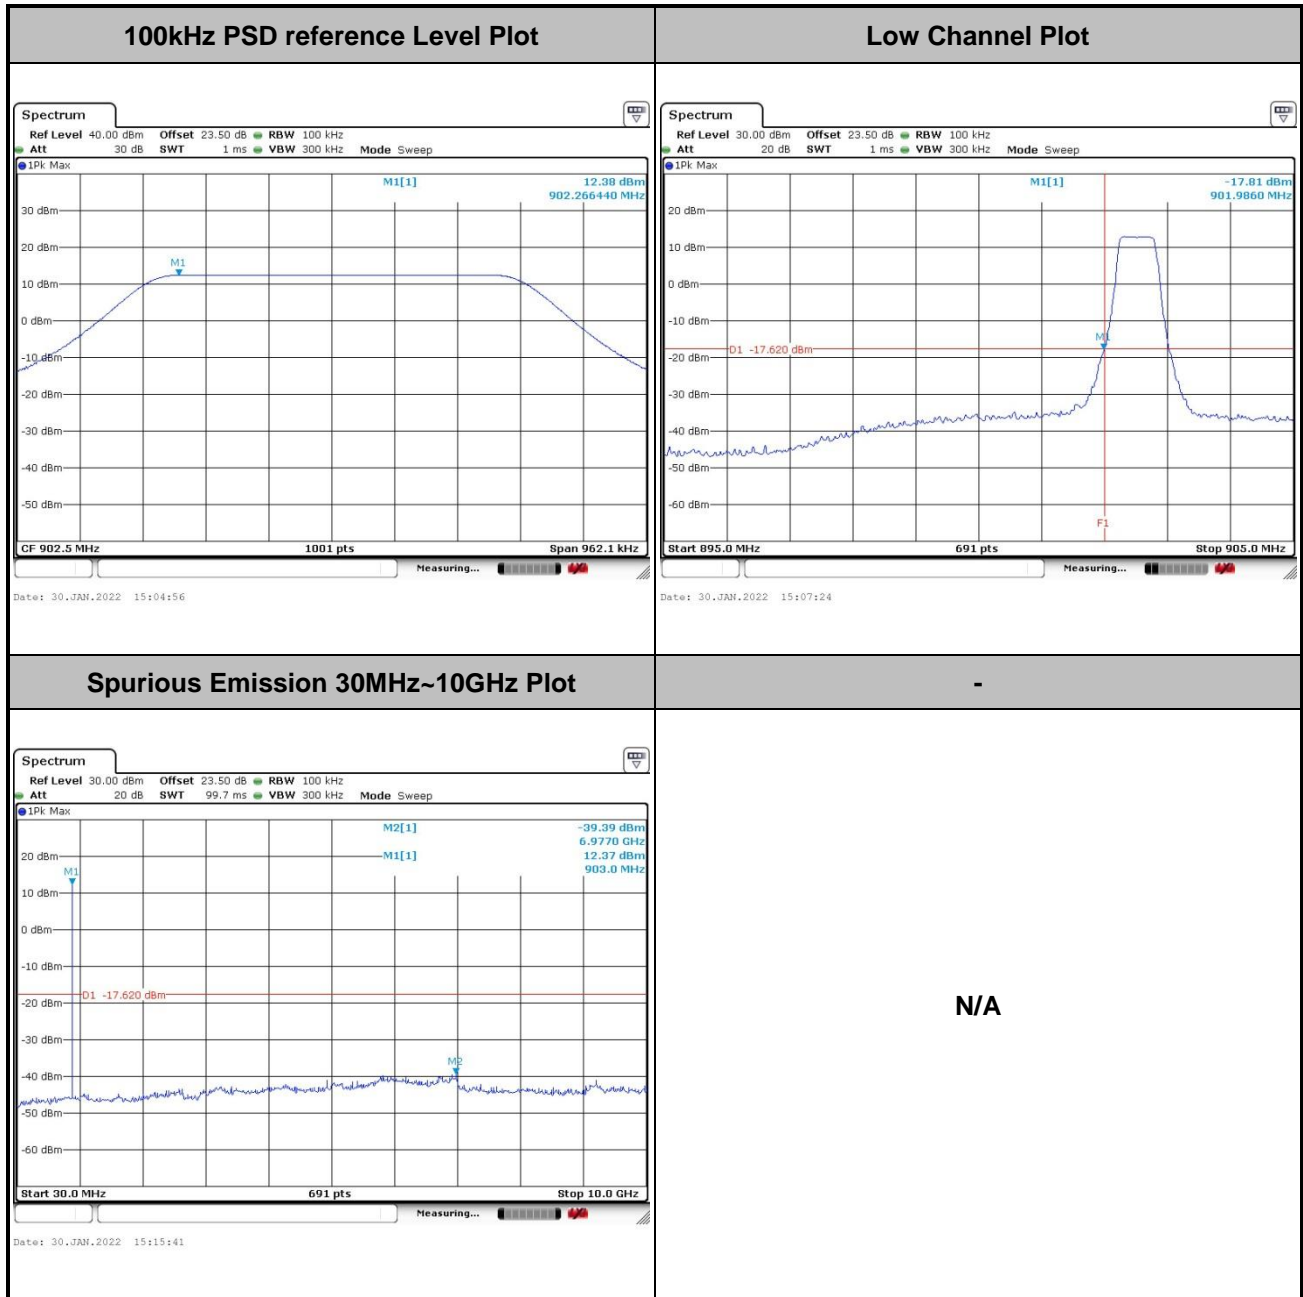 100kHz PSD reference Level Plot
Low Channel Plot
Spectrum
Ref Level 40.00 dBm Offset 23.50 dB RBW 100 kHz
Att 30 dB SWT 1 ms VBW 300 kHz Mode Sweep
1Pk Max
M1[1] 12.38 dBm
902.266440 MHz
30 dBm
20 dBm
M1
10 dBm
0 dBm
-10 dBm
-20 dBm
-30 dBm
-40 dBm
-50 dBm
CF 902.5 MHz 1001 pts Span 962.1 kHz
Measuring...
Date: 30.JAN.2022 15:04:56
Spectrum
Ref Level 30.00 dBm Offset 23.50 dB RBW 100 kHz
Att 20 dB SWT 1 ms VBW 300 kHz Mode Sweep
1Pk Max
M1[1] -17.81 dBm
901.9860 MHz
20 dBm
10 dBm
0 dBm
-10 dBm
M1
D1 -17.620 dBm
-20 dBm
-30 dBm
-40 dBm
-50 dBm
-60 dBm
F1
Start 895.0 MHz 691 pts Stop 905.0 MHz
Measuring...
Date: 30.JAN.2022 15:07:24
Spurious Emission 30MHz~10GHz Plot
-
Spectrum
Ref Level 30.00 dBm Offset 23.50 dB RBW 100 kHz
Att 20 dB SWT 99.7 ms VBW 300 kHz Mode Sweep
1Pk Max
M2[1] -39.39 dBm
6.9770 GHz
20 dBm M1[1] 12.37 dBm
M1 903.0 MHz
10 dBm
0 dBm
-10 dBm
D1 -17.620 dBm
-20 dBm
-30 dBm
M2
-40 dBm
-50 dBm
-60 dBm
Start 30.0 MHz 691 pts Stop 10.0 GHz
Measuring...
Date: 30.JAN.2022 15:15:41
N/A